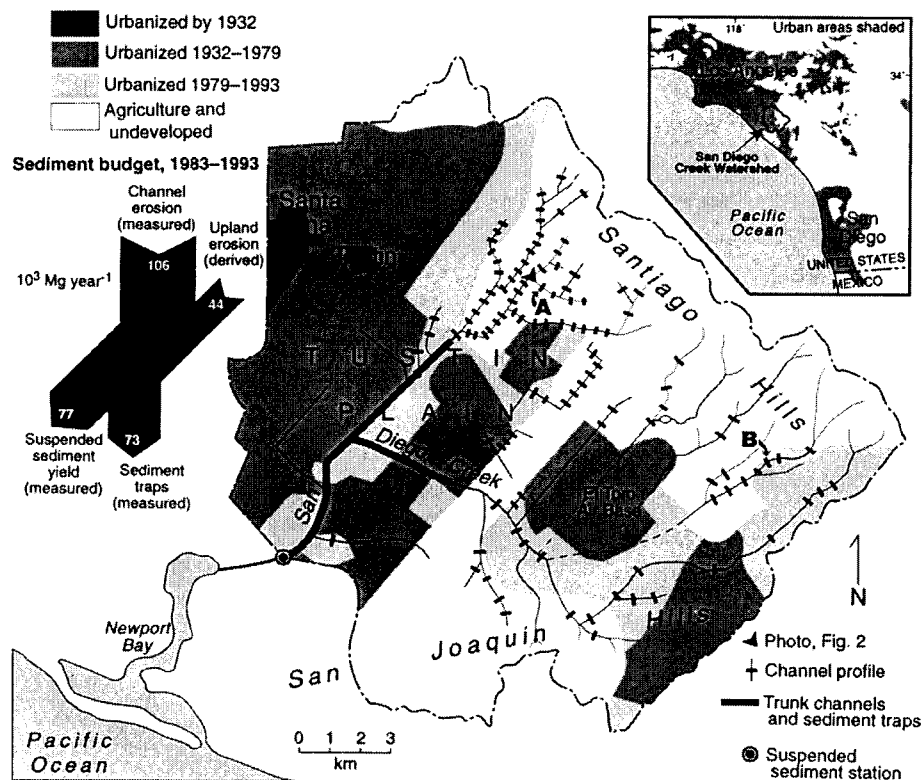 Urbanized by 1932
Urbanized 1932–1979
Urbanized 1979–1993
Agriculture and
undeveloped
Sediment budget, 1983–1993
Channel
erosion
(measured)
Upland
erosion
(derived)
10³ Mg year⁻¹
106
44
77
73
Suspended
sediment
yield
(measured)
Sediment
traps
(measured)
118°
Urban areas shaded
Los Angeles
34°
San Diego
Creek Watershed
Pacific
Ocean
San
Diego
UNITED STATES
MEXICO
Santa
Santiago
Hills
A
B
TUSTIN
PLAIN
San
Diego Creek
Newport
Bay
San Joaquin
Hills
N
Photo, Fig. 2
Channel profile
Trunk channels
and sediment traps
Suspended
sediment station
Pacific
Ocean
0 1 2 3
km